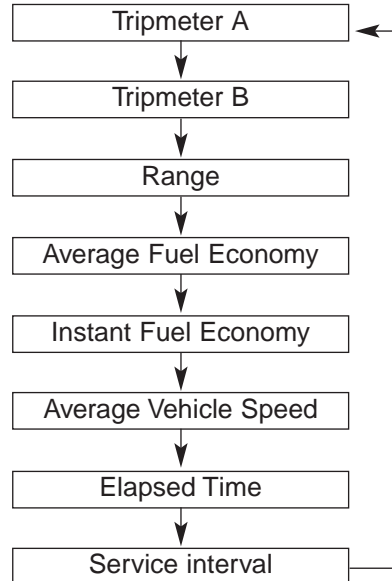 Tripmeter A
Tripmeter B
Range
Average Fuel Economy
Instant Fuel Economy
Average Vehicle Speed
Elapsed Time
Service interval